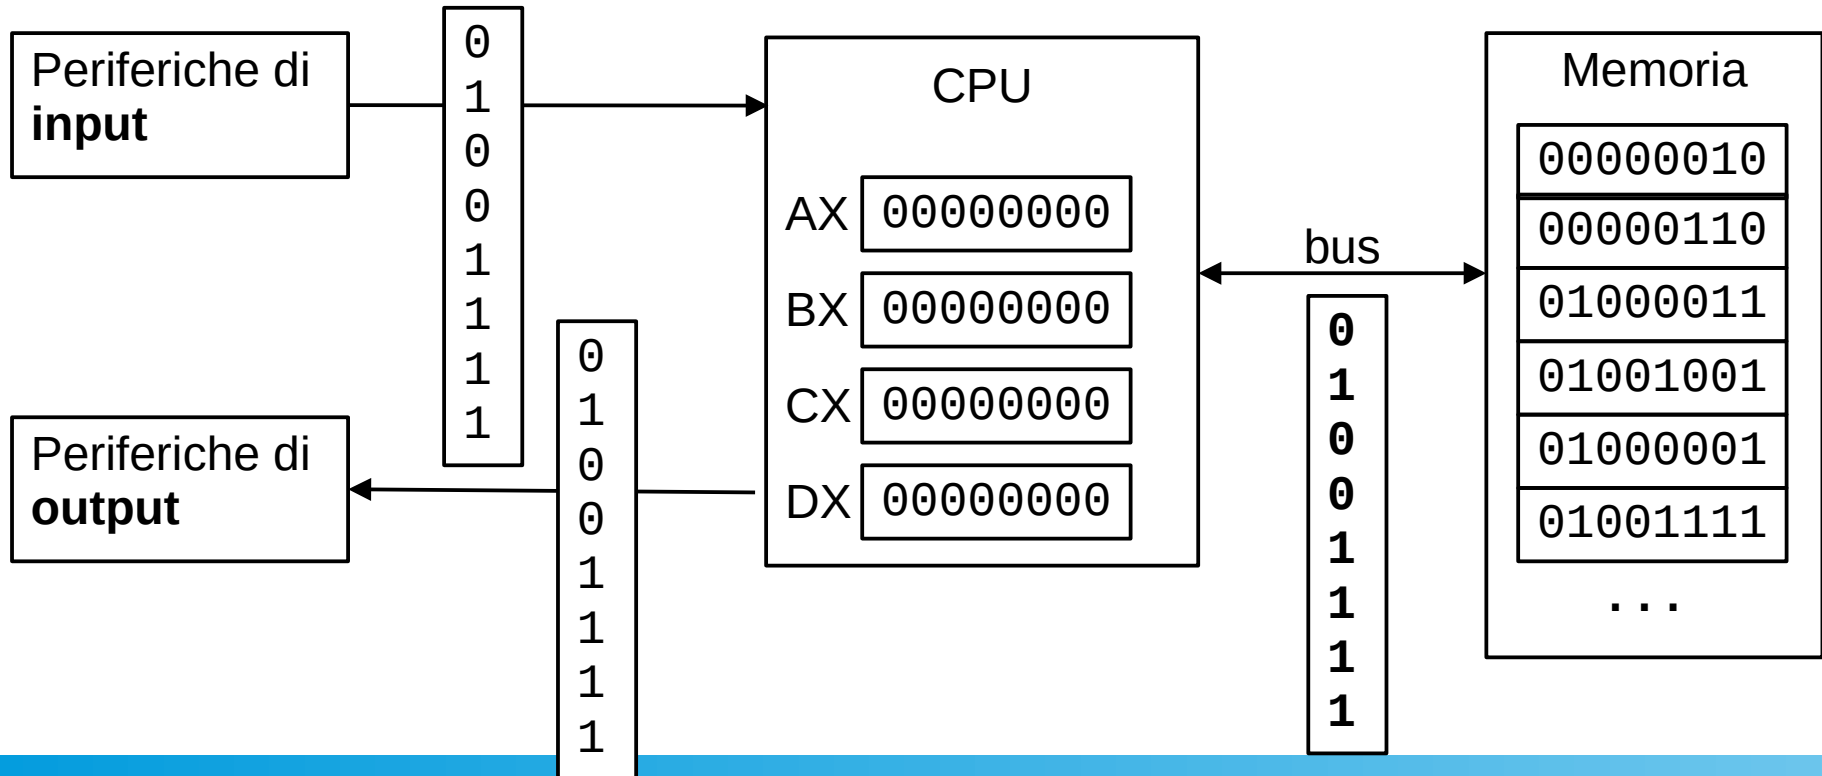 Periferiche di
input
0
1
0
0
1
1
1
1
Periferiche di
output
0
1
0
0
1
1
1
1
CPU
AX 00000000
BX 00000000
CX 00000000
DX 00000000
bus
0
1
0
0
1
1
1
1
Memoria
00000010
00000110
01000011
01001001
01000001
01001111
...